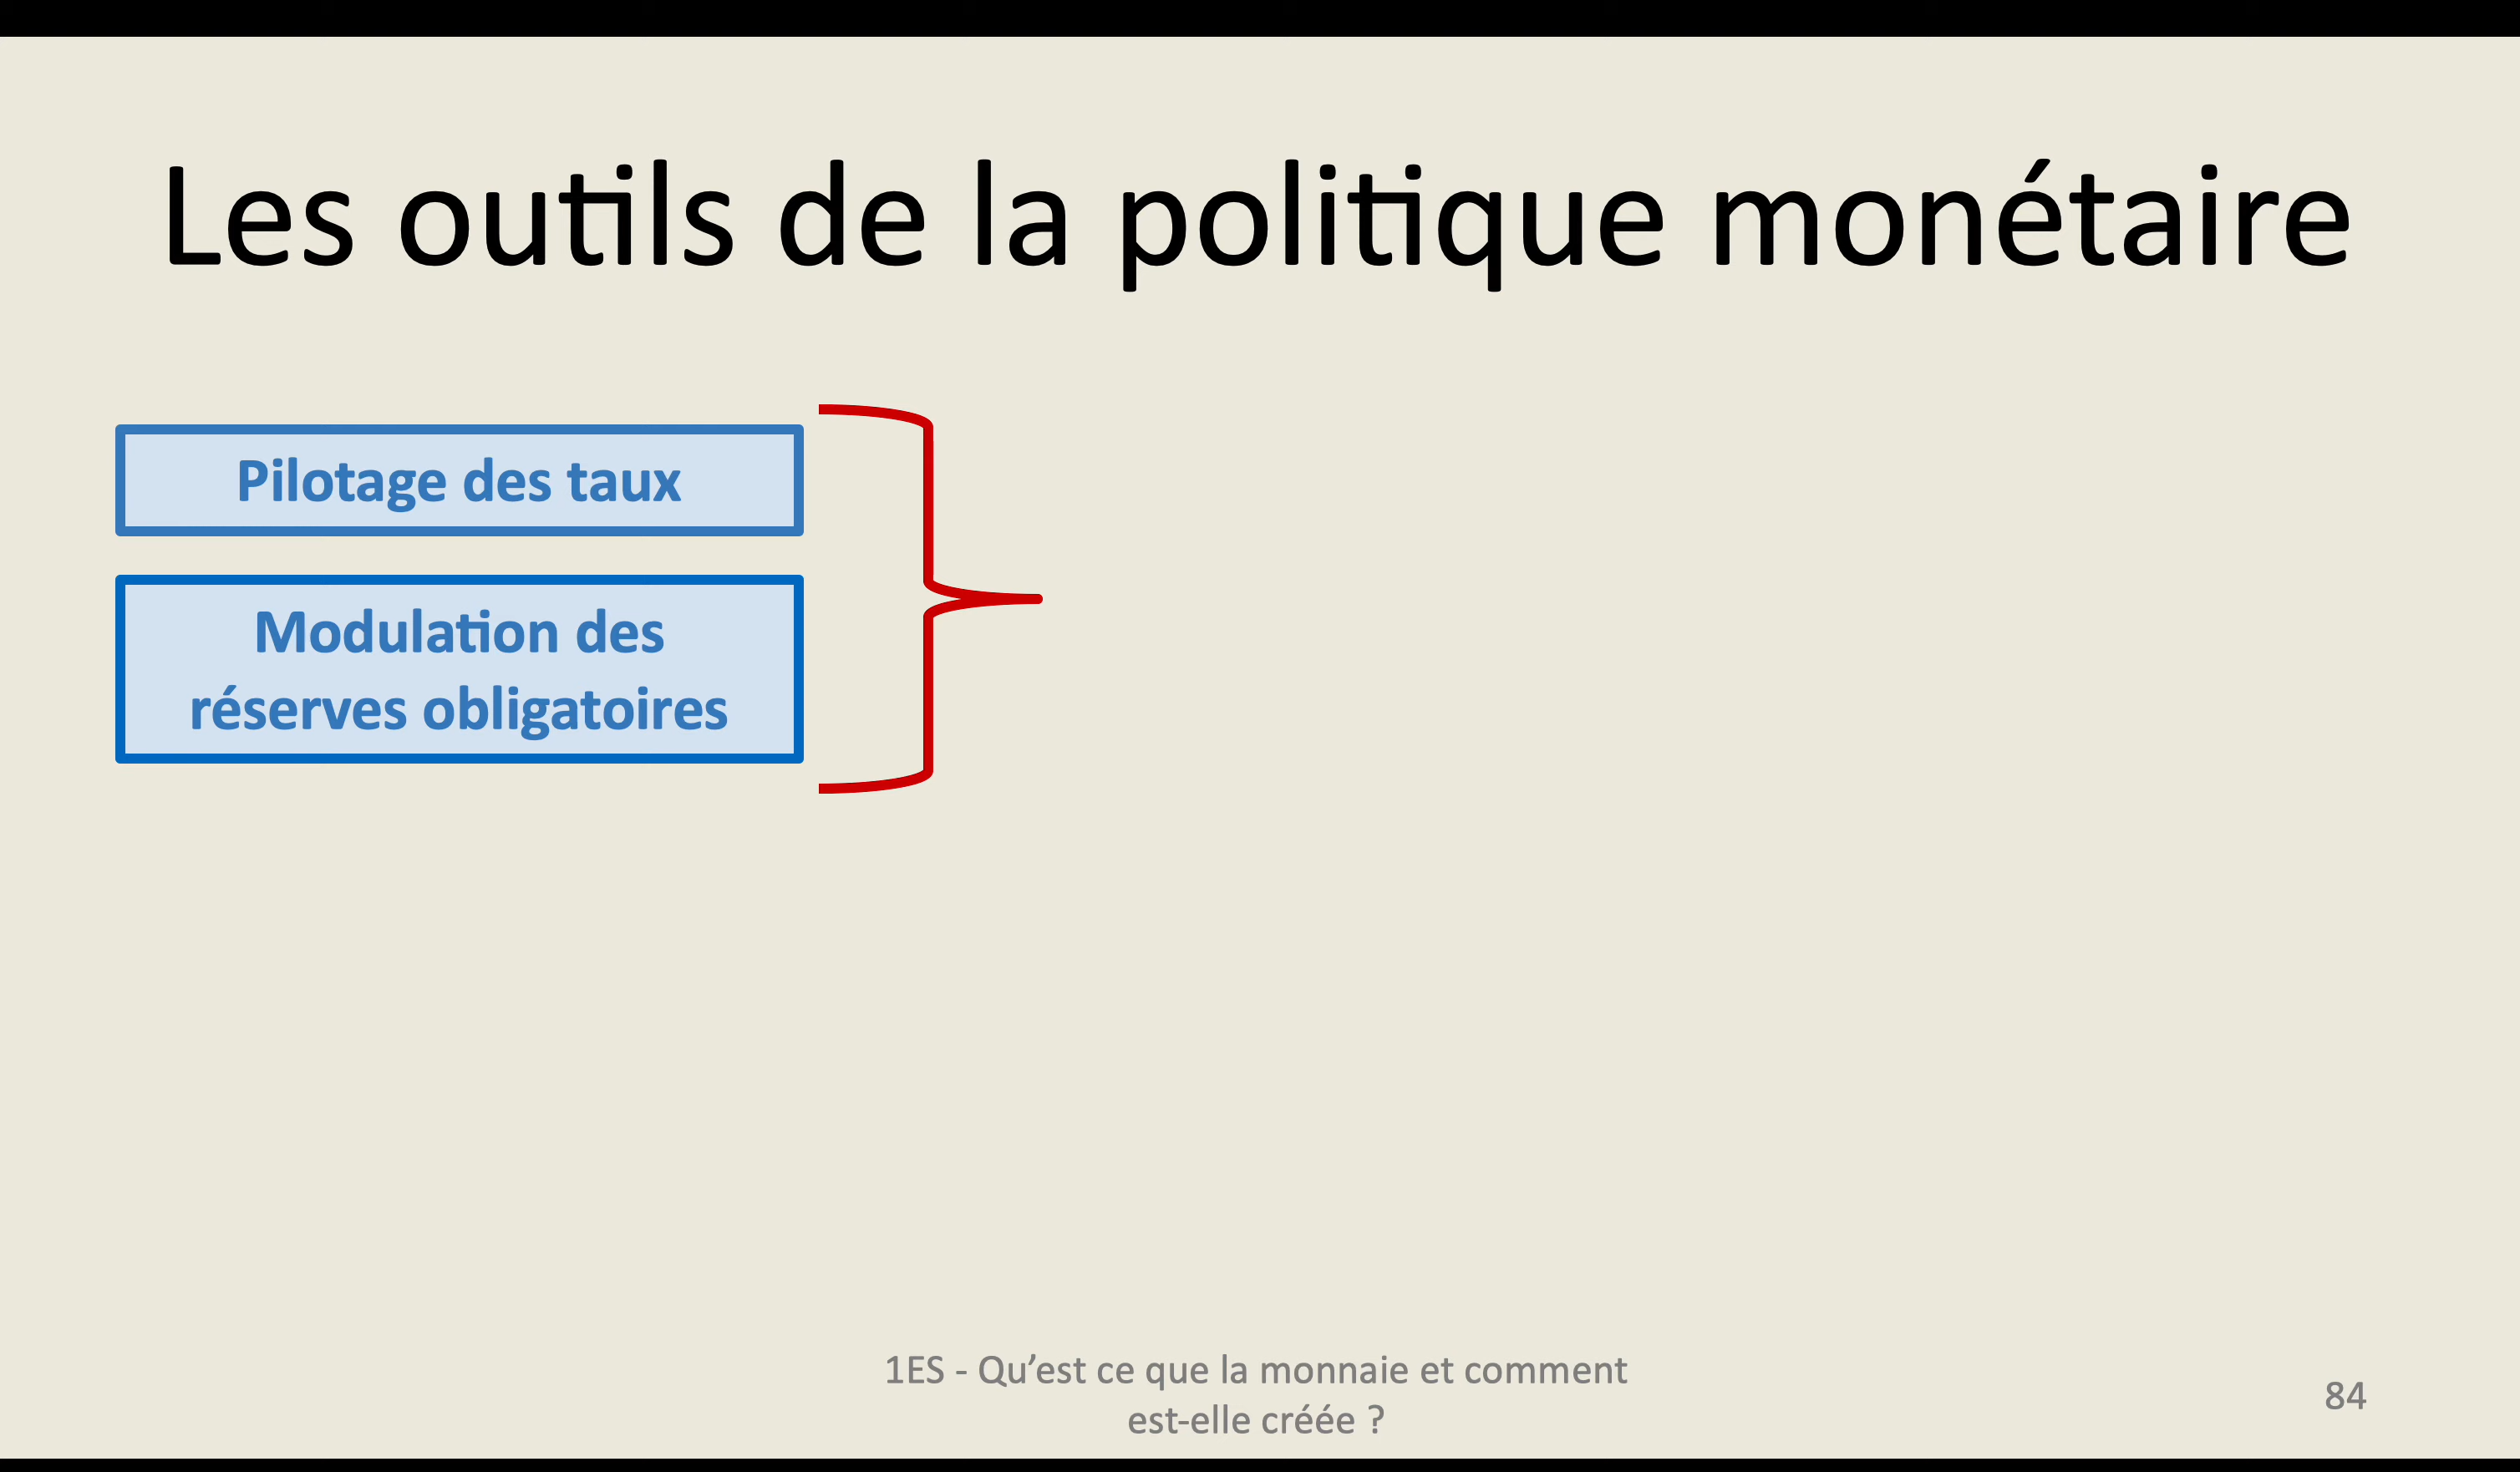 Les outils de la politique monétaire
Pilotage des taux
Modulation des
réserves obligatoires
1ES - Qu’est ce que la monnaie et comment
est-elle créée ?
84